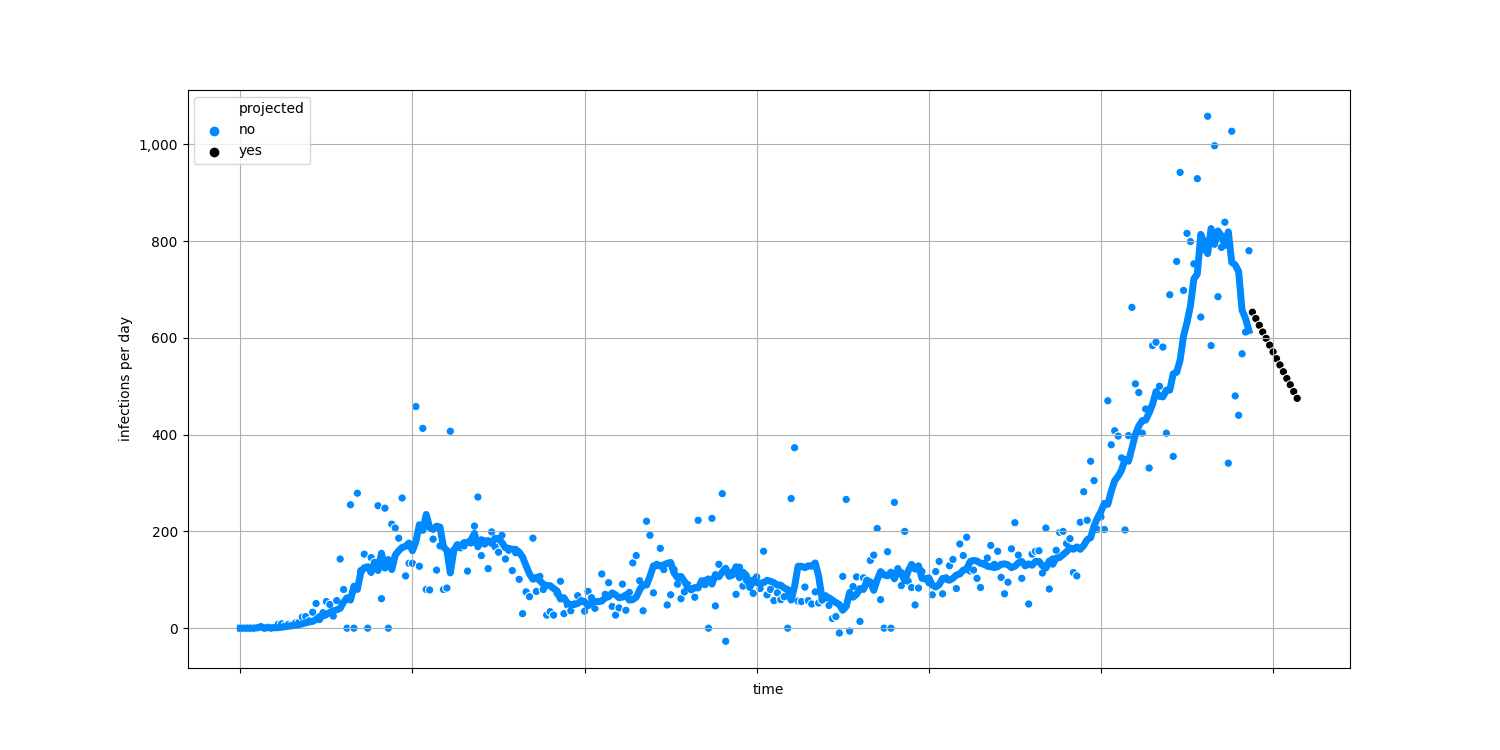 projected
no
yes
1,000
800
600
400
200
0
infections per day
time